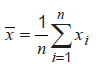 x̄ = 1/n ∑_{i=1}^{n} x_i